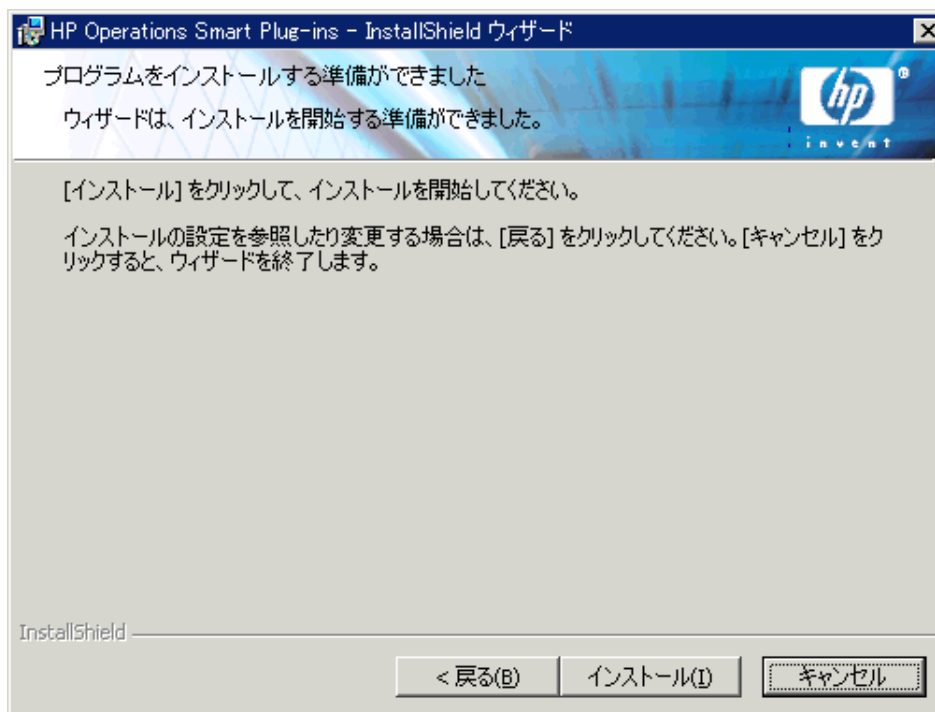 HP Operations Smart Plug-ins - InstallShield ウィザード
プログラムをインストールする準備ができました
ウィザードは、インストールを開始する準備ができました。
hp
®
invent
[インストール] をクリックして、インストールを開始してください。
インストールの設定を参照したり変更する場合は、[戻る] をクリックしてください。[キャンセル] をク
リックすると、ウィザードを終了します。
InstallShield
< 戻る(B)
インストール(I)
キャンセル